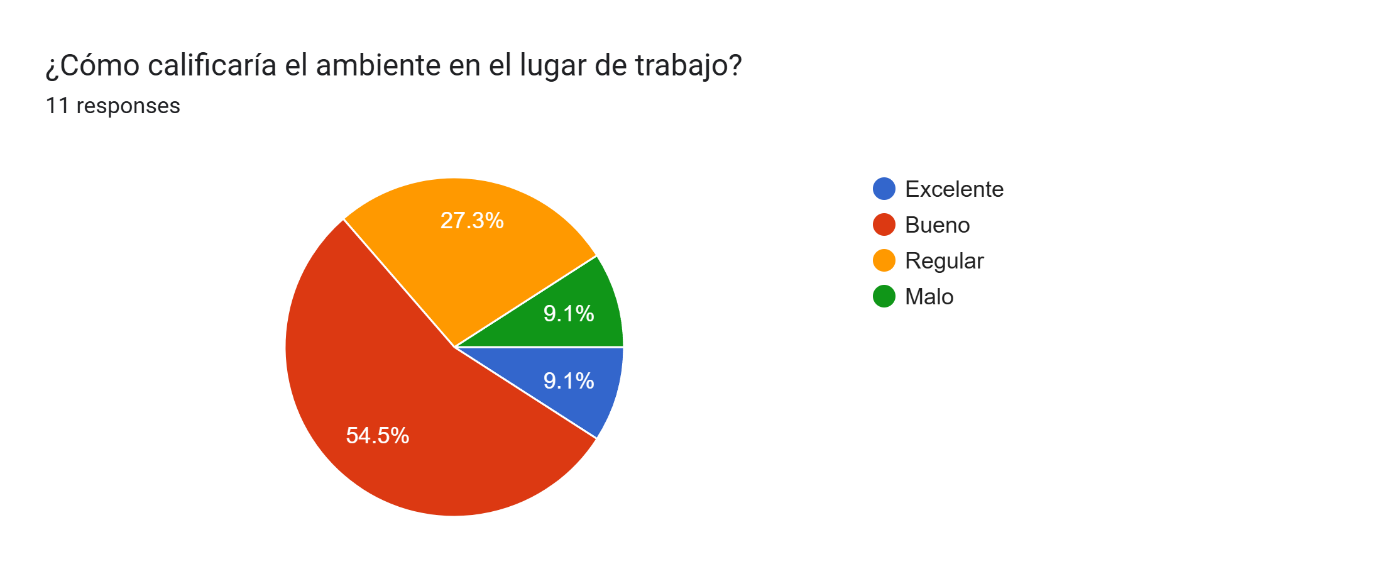 ¿Cómo calificaría el ambiente en el lugar de trabajo?
11 responses
27.3%
9.1%
9.1%
54.5%
Excelente
Bueno
Regular
Malo